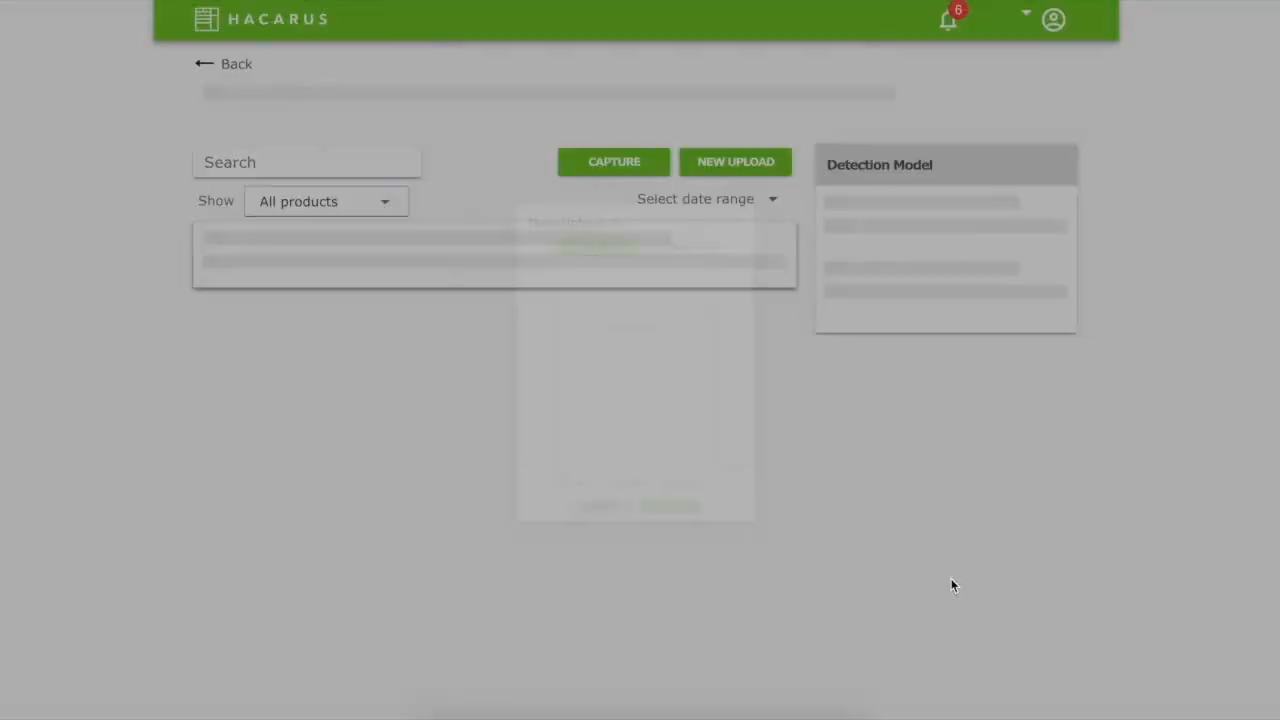 HACARUS
6
Back
Search
CAPTURE
NEW UPLOAD
Detection Model
Show
All products
Select date range